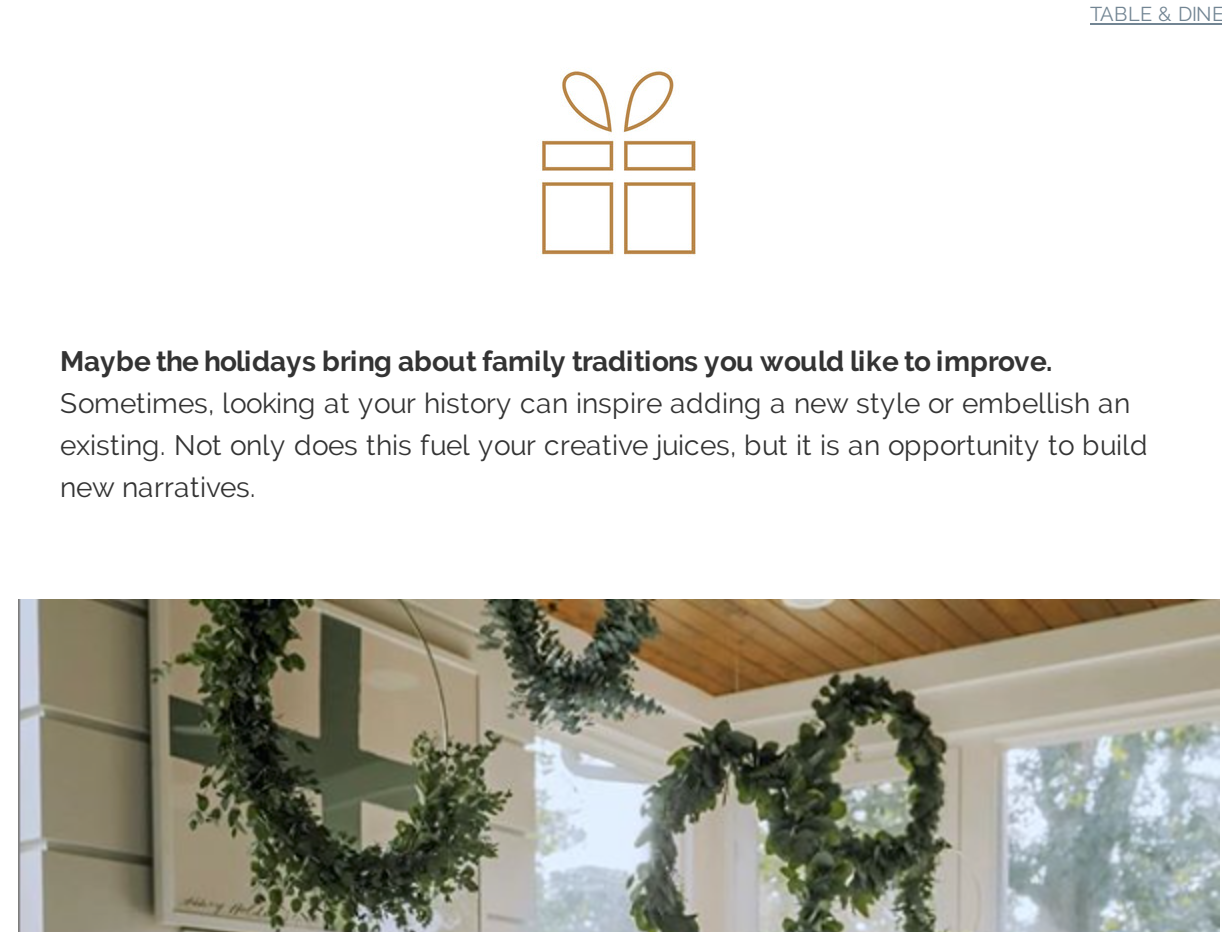 TABLE & DINE
Maybe the holidays bring about family traditions you would like to improve.
Sometimes, looking at your history can inspire adding a new style or embellish an
existing. Not only does this fuel your creative juices, but it is an opportunity to build
new narratives.